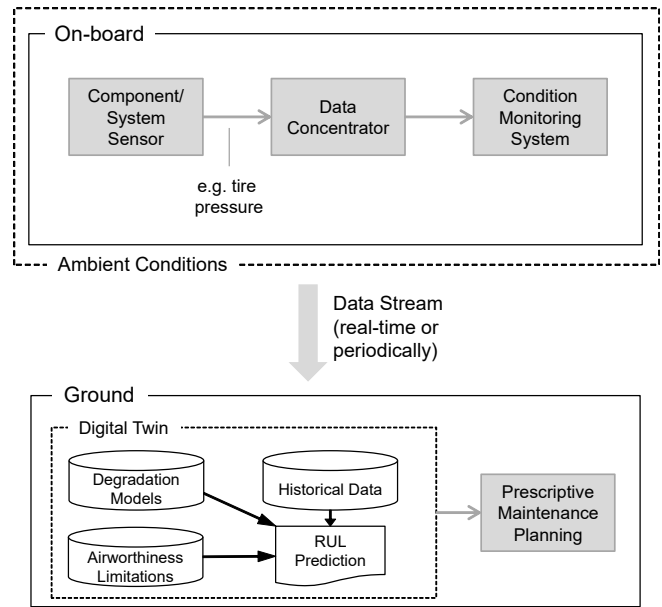 On-board
Component/
System
Sensor
Data
Concentrator
Condition
Monitoring
System
e.g. tire
pressure
Ambient Conditions
Data Stream
(real-time or
periodically)
Ground
Digital Twin
Degradation
Models
Historical Data
Airworthiness
Limitations
RUL
Prediction
Prescriptive
Maintenance
Planning